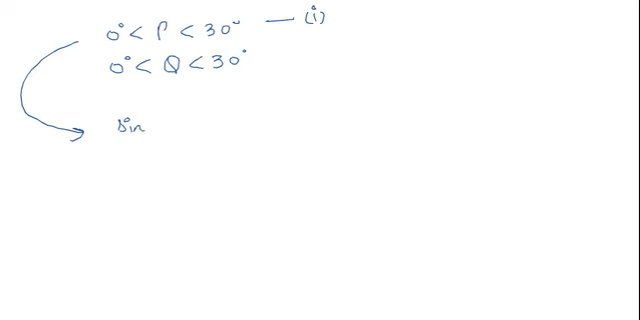 0° < P < 30° — (i)
0° < Q < 30°
sin